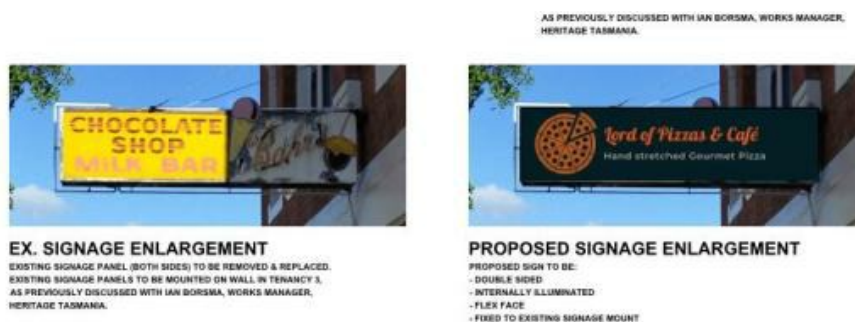 AS PREVIOUSLY DISCUSSED WITH IAN BORSMA, WORKS MANAGER,
HERITAGE TASMANIA.
CHOCOLATE
SHOP
MILK BAR
EX. SIGNAGE ENLARGEMENT
EXISTING SIGNAGE PANEL (BOTH SIDES) TO BE REMOVED & REPLACED.
EXISTING SIGNAGE PANELS TO BE MOUNTED ON WALL IN TENANCY 3,
AS PREVIOUSLY DISCUSSED WITH IAN BORSMA, WORKS MANAGER,
HERITAGE TASMANIA.
Lord of Pizzas & Café
Hand stretched Gourmet Pizza
PROPOSED SIGNAGE ENLARGEMENT
PROPOSED SIGN TO BE:
- DOUBLE SIDED
- INTERNALLY ILLUMINATED
- FLEX FACE
- FIXED TO EXISTING SIGNAGE MOUNT